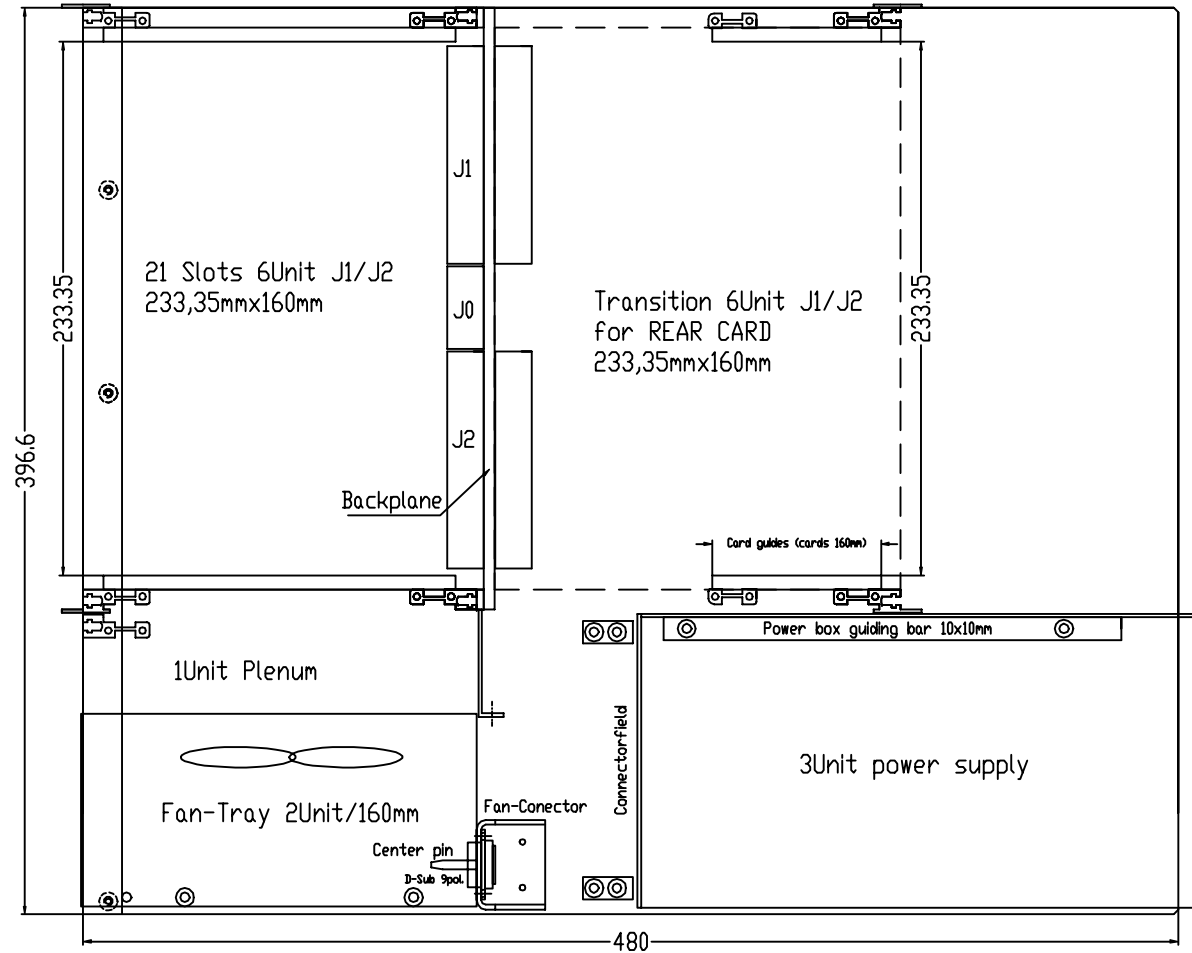 J1
21 Slots 6Unit J1/J2
233,35mmx160mm
233.35
J0
Transition 6Unit J1/J2
for REAR CARD
233,35mmx160mm
233.35
J2
396.6
Backplane
Card guides (cards 160mm)
Power box guiding bar 10x10mm
1Unit Plenum
Connectorfield
3Unit power supply
Fan-Tray 2Unit/160mm
Fan-Conector
Center pin
D-Sub 9pol.
480